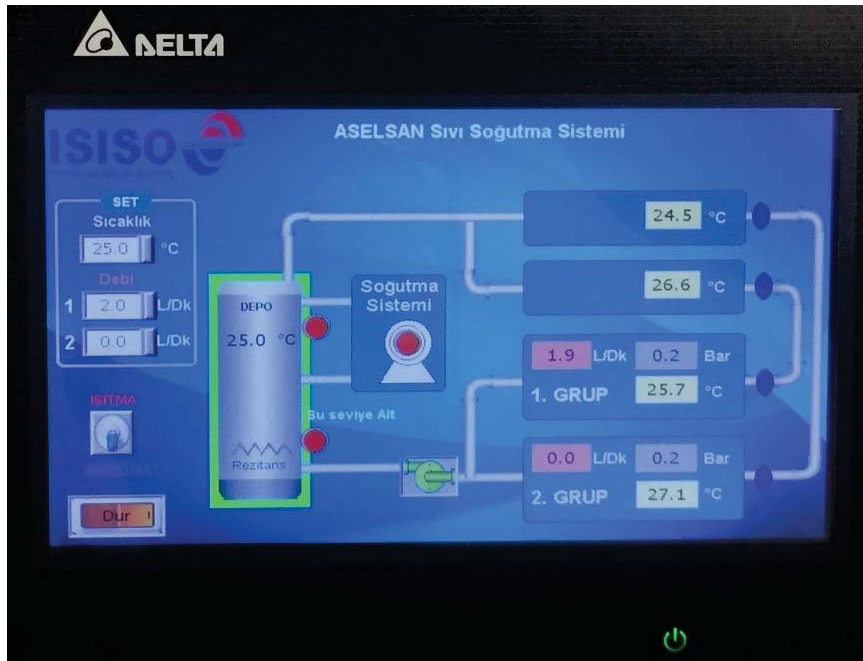 DELTA
ISISO
ASELSAN Sıvı Soğutma Sistemi
SET
Sıcaklık
25.0 °C
Debi
1 2.0 L/Dk
2 0.0 L/Dk
ISITMA
Dur
DEPO
25.0 °C
Rezitans
Soğutma
Sistemi
Su seviye Alt
24.5 °C
26.6 °C
1.9 L/Dk 0.2 Bar
1. GRUP 25.7 °C
0.0 L/Dk 0.2 Bar
2. GRUP 27.1 °C